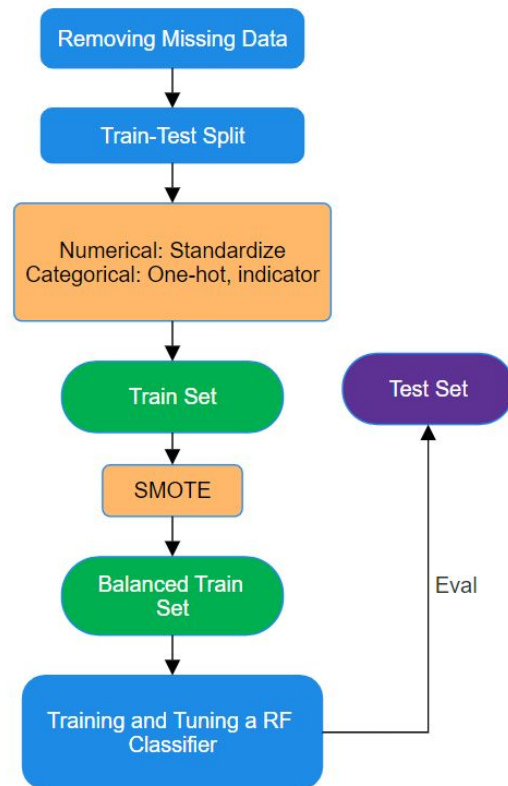 Removing Missing Data
Train-Test Split
Numerical: Standardize
Categorical: One-hot, indicator
Train Set
Test Set
SMOTE
Balanced Train
Set
Eval
Training and Tuning a RF
Classifier